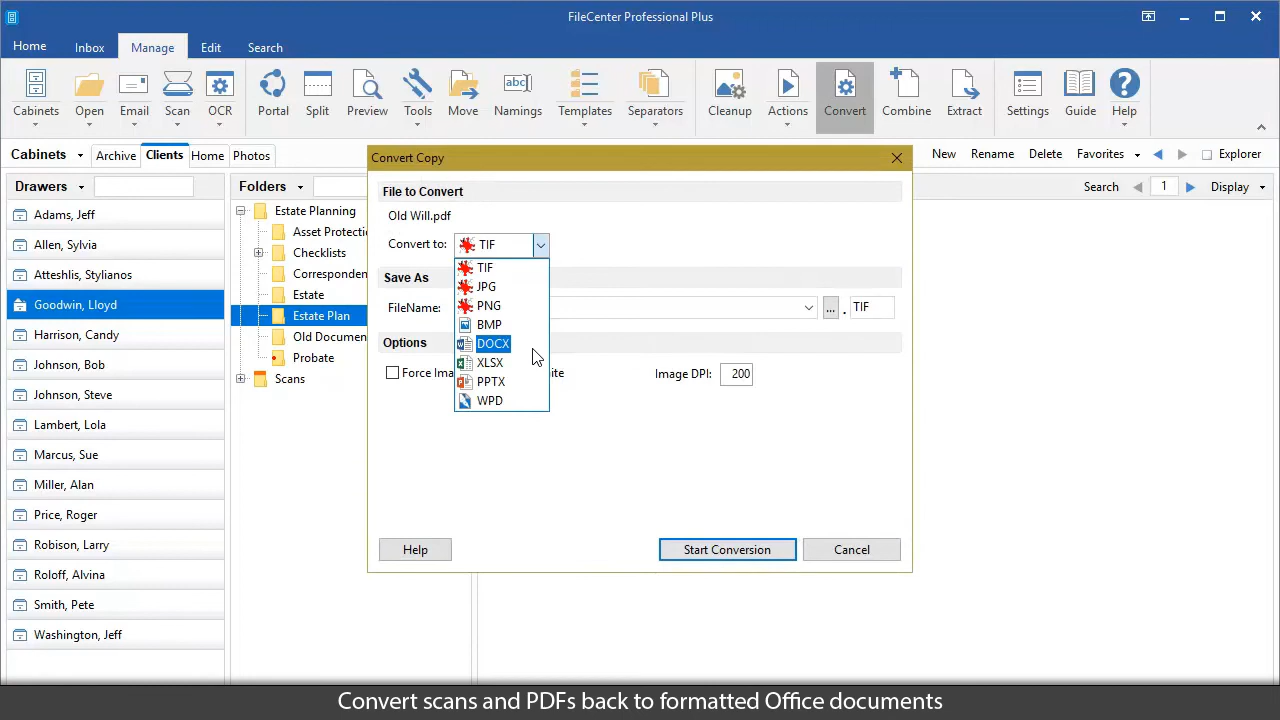 FileCenter Professional Plus
Home Inbox Manage Edit Search
Cabinets Open Email Scan OCR Portal Split Preview Tools Move Namings Templates Separators Cleanup Actions Convert Combine Extract Settings Guide Help
abc
Cabinets Archive Clients Home Photos
New Rename Delete Favorites Explorer
Drawers
Folders
Search 1 Display
Adams, Jeff
Allen, Sylvia
Atteshlis, Stylianos
Goodwin, Lloyd
Harrison, Candy
Johnson, Bob
Johnson, Steve
Lambert, Lola
Marcus, Sue
Miller, Alan
Price, Roger
Robison, Larry
Roloff, Alvina
Smith, Pete
Washington, Jeff
Estate Planning
Checklists
Estate
Estate Plan
Probate
Scans
Convert Copy
File to Convert
Old Will.pdf
Convert to: TIF
TIF
JPG
PNG
BMP
DOCX
XLSX
PPTX
WPD
Save As
FileName: ... . TIF
Options
Image DPI: 200
Help Start Conversion Cancel
Convert scans and PDFs back to formatted Office documents